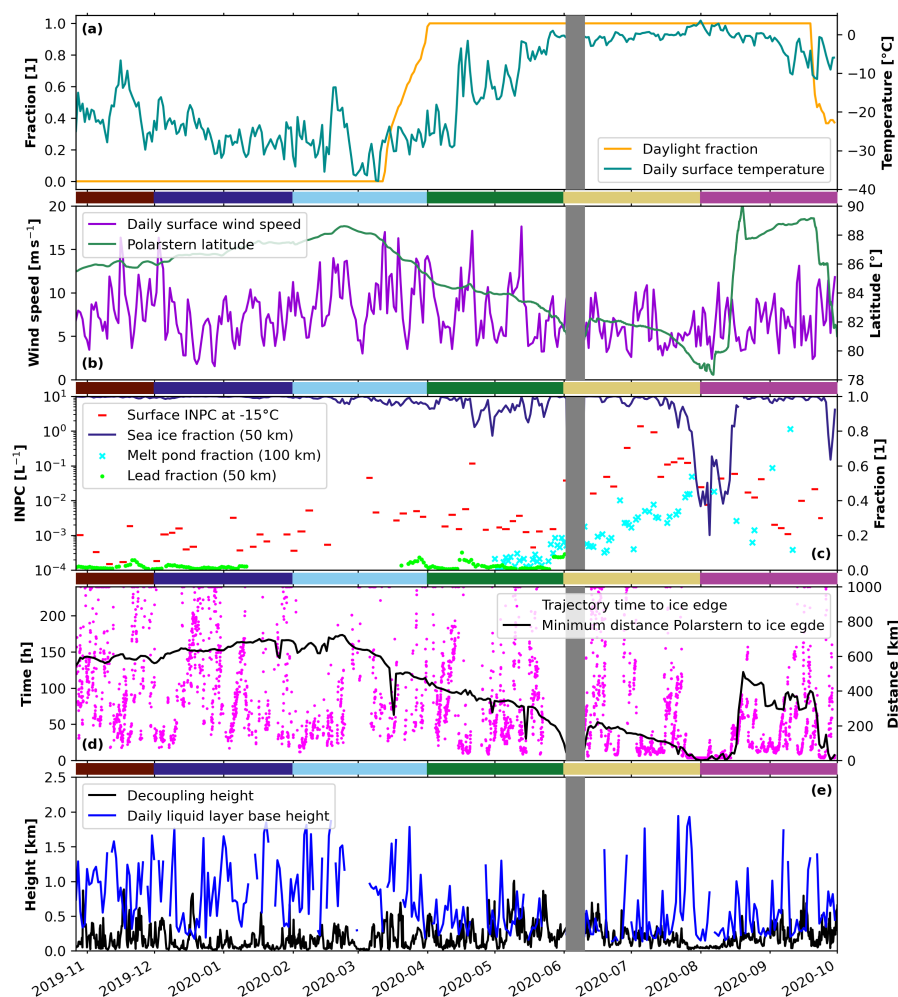 (a)
Fraction [1]
1.0
0.8
0.6
0.4
0.2
0.0
Daylight fraction
Daily surface temperature
0
−10
−20
−30
−40
Temperature [°C]
(b)
Wind speed [m s⁻¹]
20
15
10
5
0
Daily surface wind speed
Polarstern latitude
90
88
86
84
82
80
78
Latitude [°]
(c)
INPC [L⁻¹]
10¹
10⁰
10⁻¹
10⁻²
10⁻³
10⁻⁴
Surface INPC at -15°C
Sea ice fraction (50 km)
Melt pond fraction (100 km)
Lead fraction (50 km)
1.0
0.8
0.6
0.4
0.2
0.0
Fraction [1]
(d)
Time [h]
200
150
100
50
0
Trajectory time to ice edge
Minimum distance Polarstern to ice egde
1000
800
600
400
200
0
Distance [km]
(e)
Height [km]
2.5
2.0
1.5
1.0
0.5
0.0
Decoupling height
Daily liquid layer base height
2019-11
2019-12
2020-01
2020-02
2020-03
2020-04
2020-05
2020-06
2020-07
2020-08
2020-09
2020-10